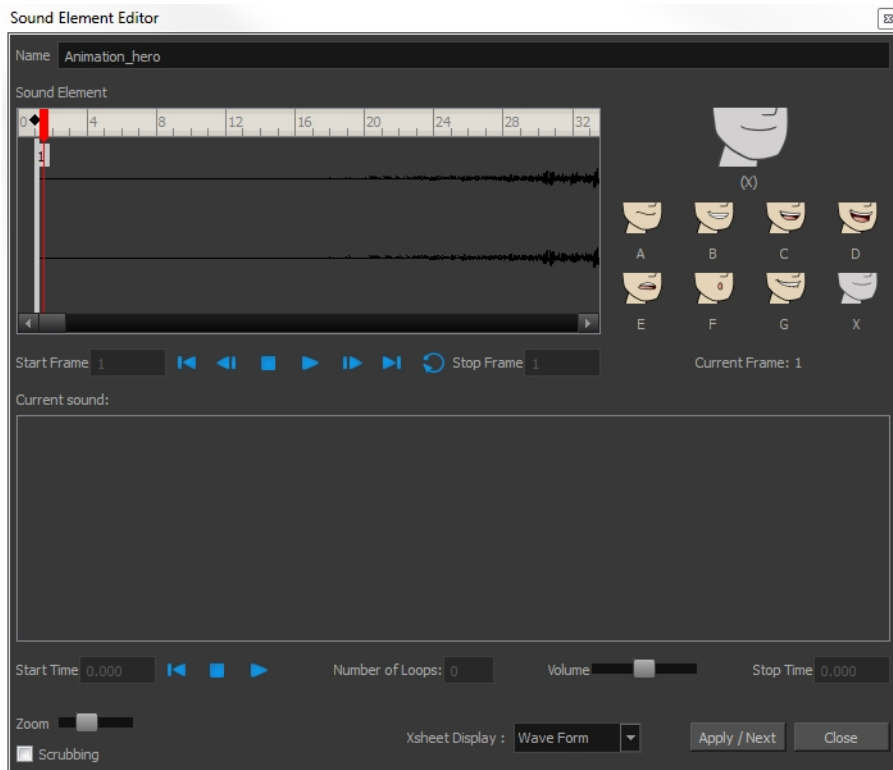 Sound Element Editor
Name Animation_hero
Sound Element
0 4 8 12 16 20 24 28 32
1
(X)
A B C D
E F G X
Start Frame 1 Stop Frame 1 Current Frame: 1
Current sound:
Start Time 0.000 Number of Loops: 0 Volume Stop Time 0.000
Zoom
Xsheet Display : Wave Form Apply / Next Close
Scrubbing